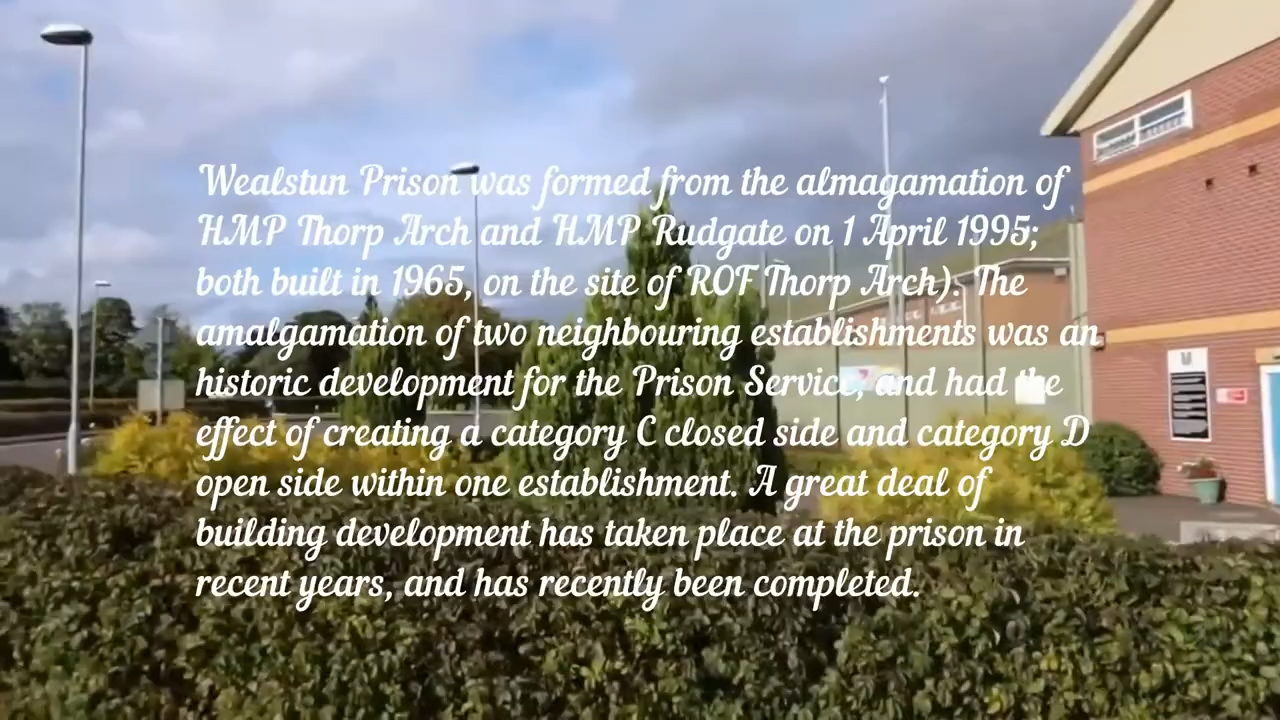 Wealstun Prison was formed from the almagamation of
HMP Thorp Arch and HMP Rudgate on 1 April 1995;
both built in 1965, on the site of ROF Thorp Arch). The
amalgamation of two neighbouring establishments was an
historic development for the Prison Service, and had the
effect of creating a category C closed side and category D
open side within one establishment. A great deal of
building development has taken place at the prison in
recent years, and has recently been completed.